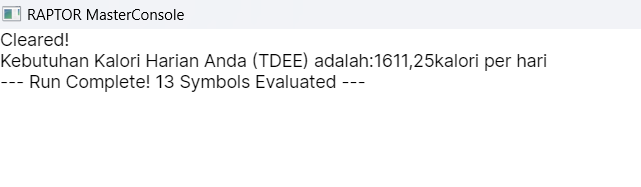 RAPTOR MasterConsole
Cleared!
Kebutuhan Kalori Harian Anda (TDEE) adalah:1611,25kalori per hari
--- Run Complete! 13 Symbols Evaluated ---